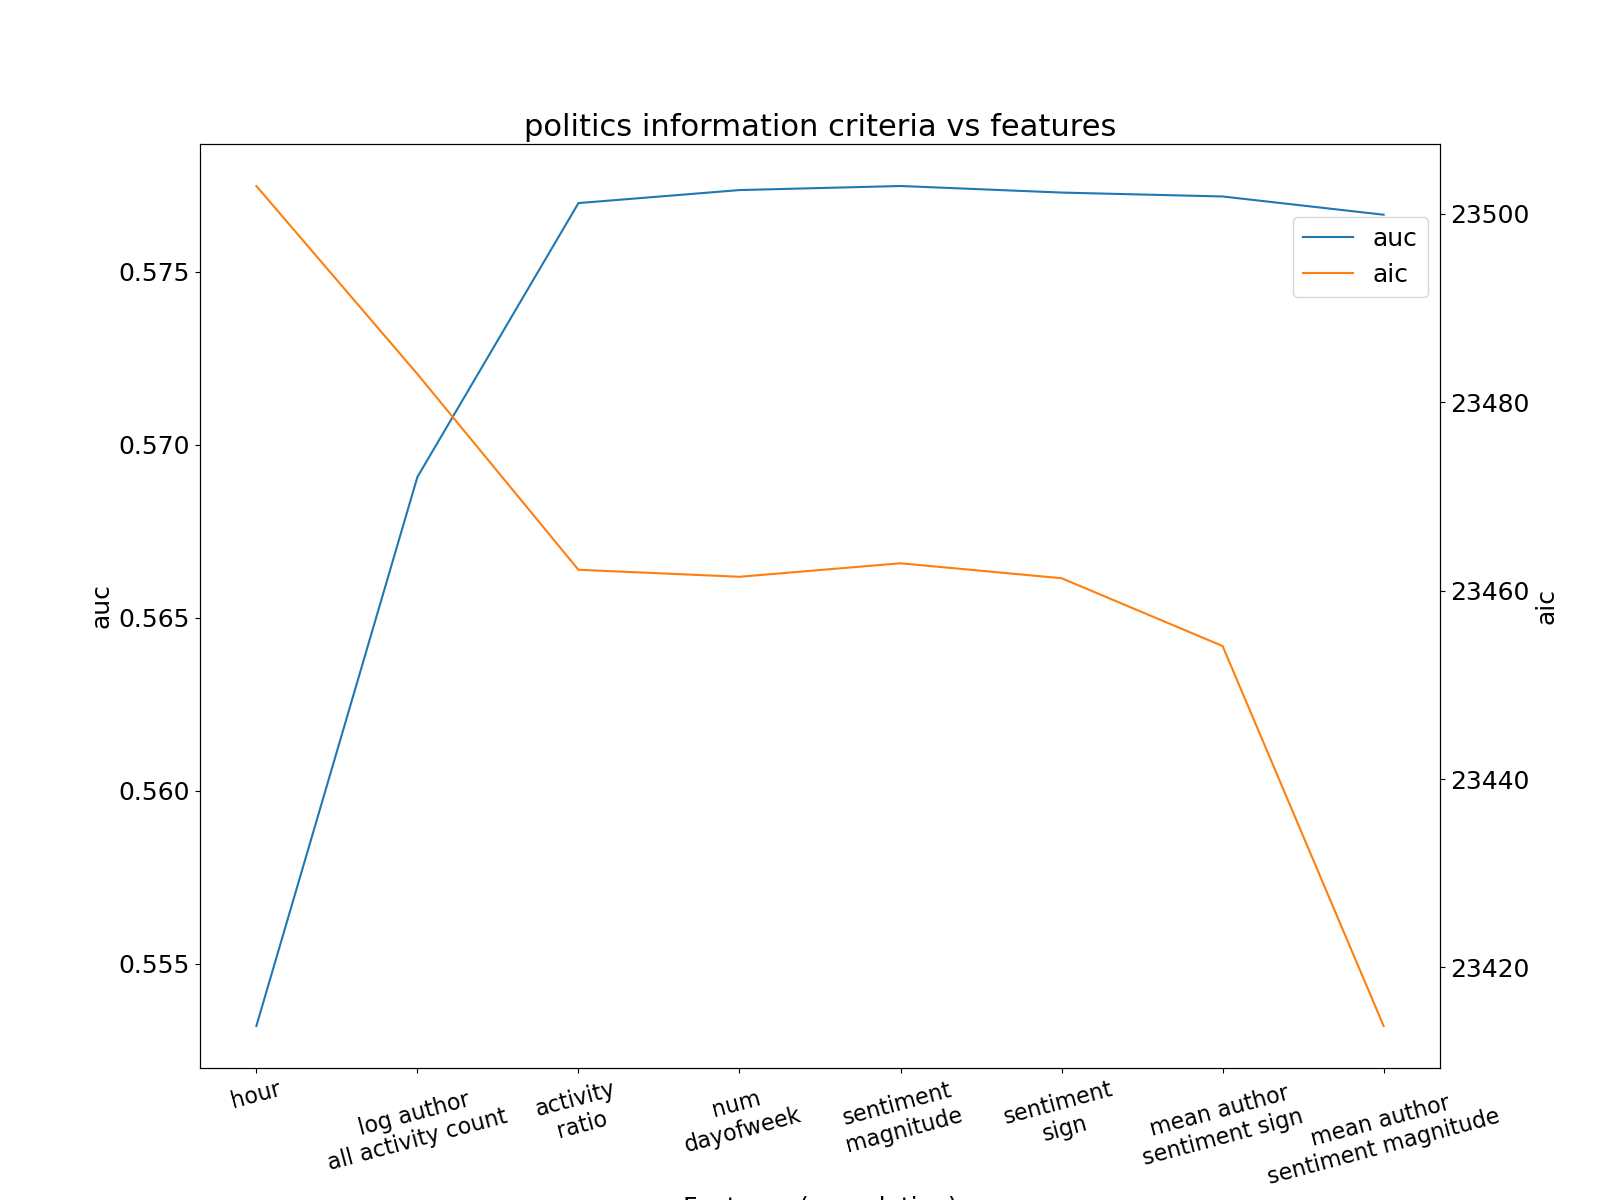 politics information criteria vs features
0.575
0.570
0.565
0.560
0.555
auc
23500
23480
23460
23440
23420
aic
auc
aic
hour
log author
all activity count
activity
ratio
num
dayofweek
sentiment
magnitude
sentiment
sign
mean author
sentiment sign
mean author
sentiment magnitude